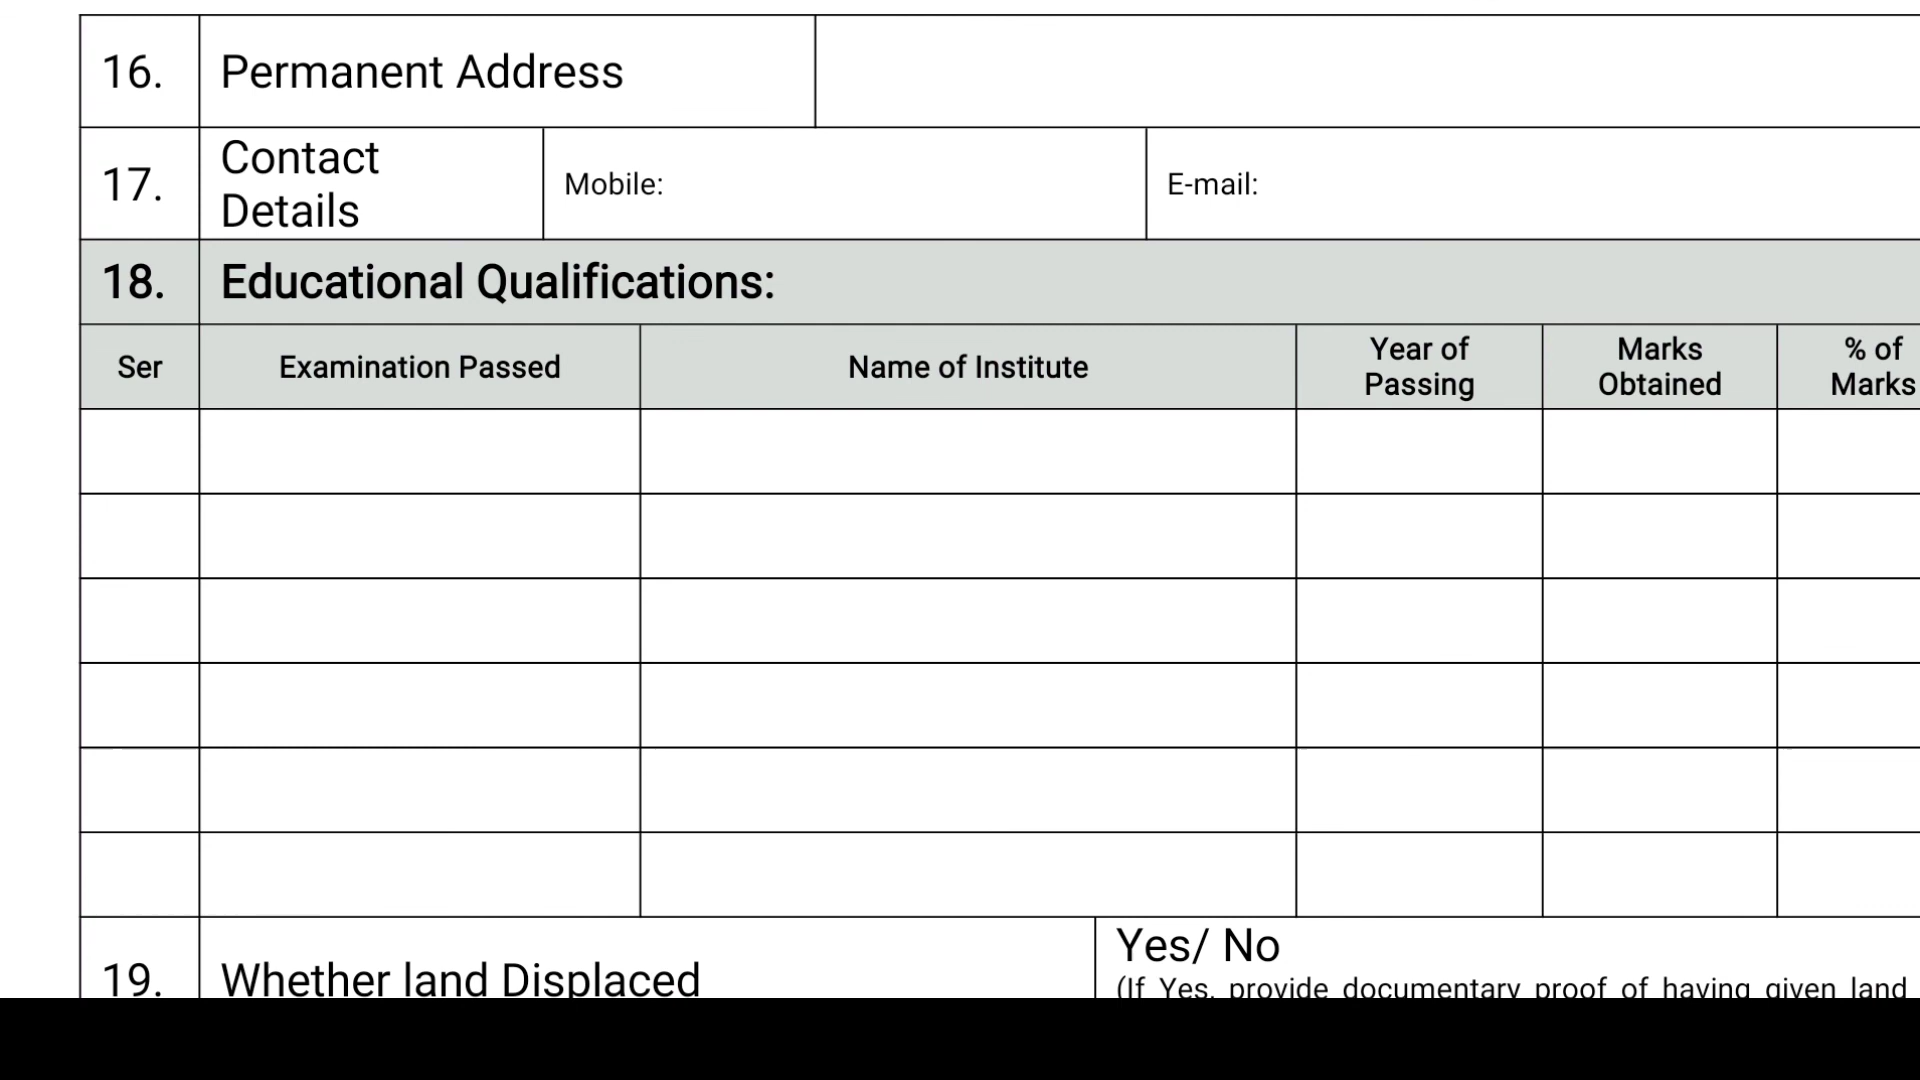 16. Permanent Address
17. Contact Details Mobile: E-mail:
18. Educational Qualifications:
Ser Examination Passed Name of Institute Year of Passing Marks Obtained % of Marks
19. Whether land Displaced Yes/ No
(If Yes, provide documentary proof of having given land